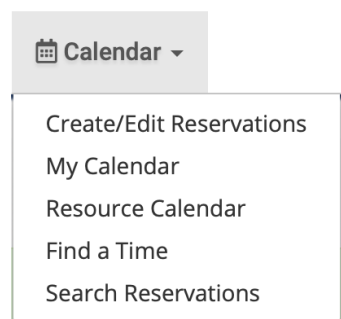 Calendar
Create/Edit Reservations
My Calendar
Resource Calendar
Find a Time
Search Reservations